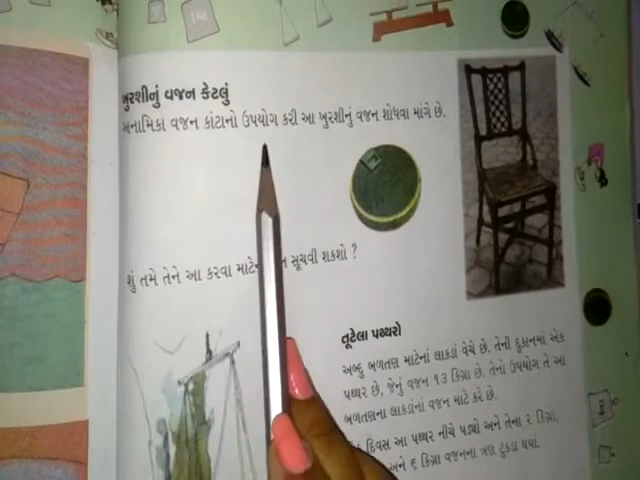 ખુરશીનું વજન કેટલું
અનામિકા વજન કાંટાનો ઉપયોગ કરી આ ખુરશીનું વજન શોધવા માંગે છે.
શું તમે તેને આ કરવા માટે સૂચવી શકશો ?
તૂટેલા પથ્થરો
અબ્દુ બળતણ માટેનાં લાકડાં વેચે છે. તેની દુકાનમાં એક
પથ્થર છે, જેનું વજન ૧૩ કિગ્રા છે. તેનો ઉપયોગ તે આ
બળતણના લાકડાંનાં વજન માટે કરે છે.
દિવસ આ પથ્થર નીચે પડ્યો અને તેના ૨ કિગ્રા,
અને ૬ કિગ્રા વજનના ત્રણ ટુકડા થયાં.